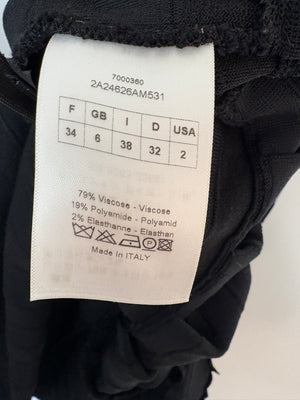 7000360
2A24626AM531
F GB I D USA
34 6 38 32 2
79% Viscose - Viscose
19% Polyamide - Polyamid
2% Elasthanne - Elasthan
Made In ITALY